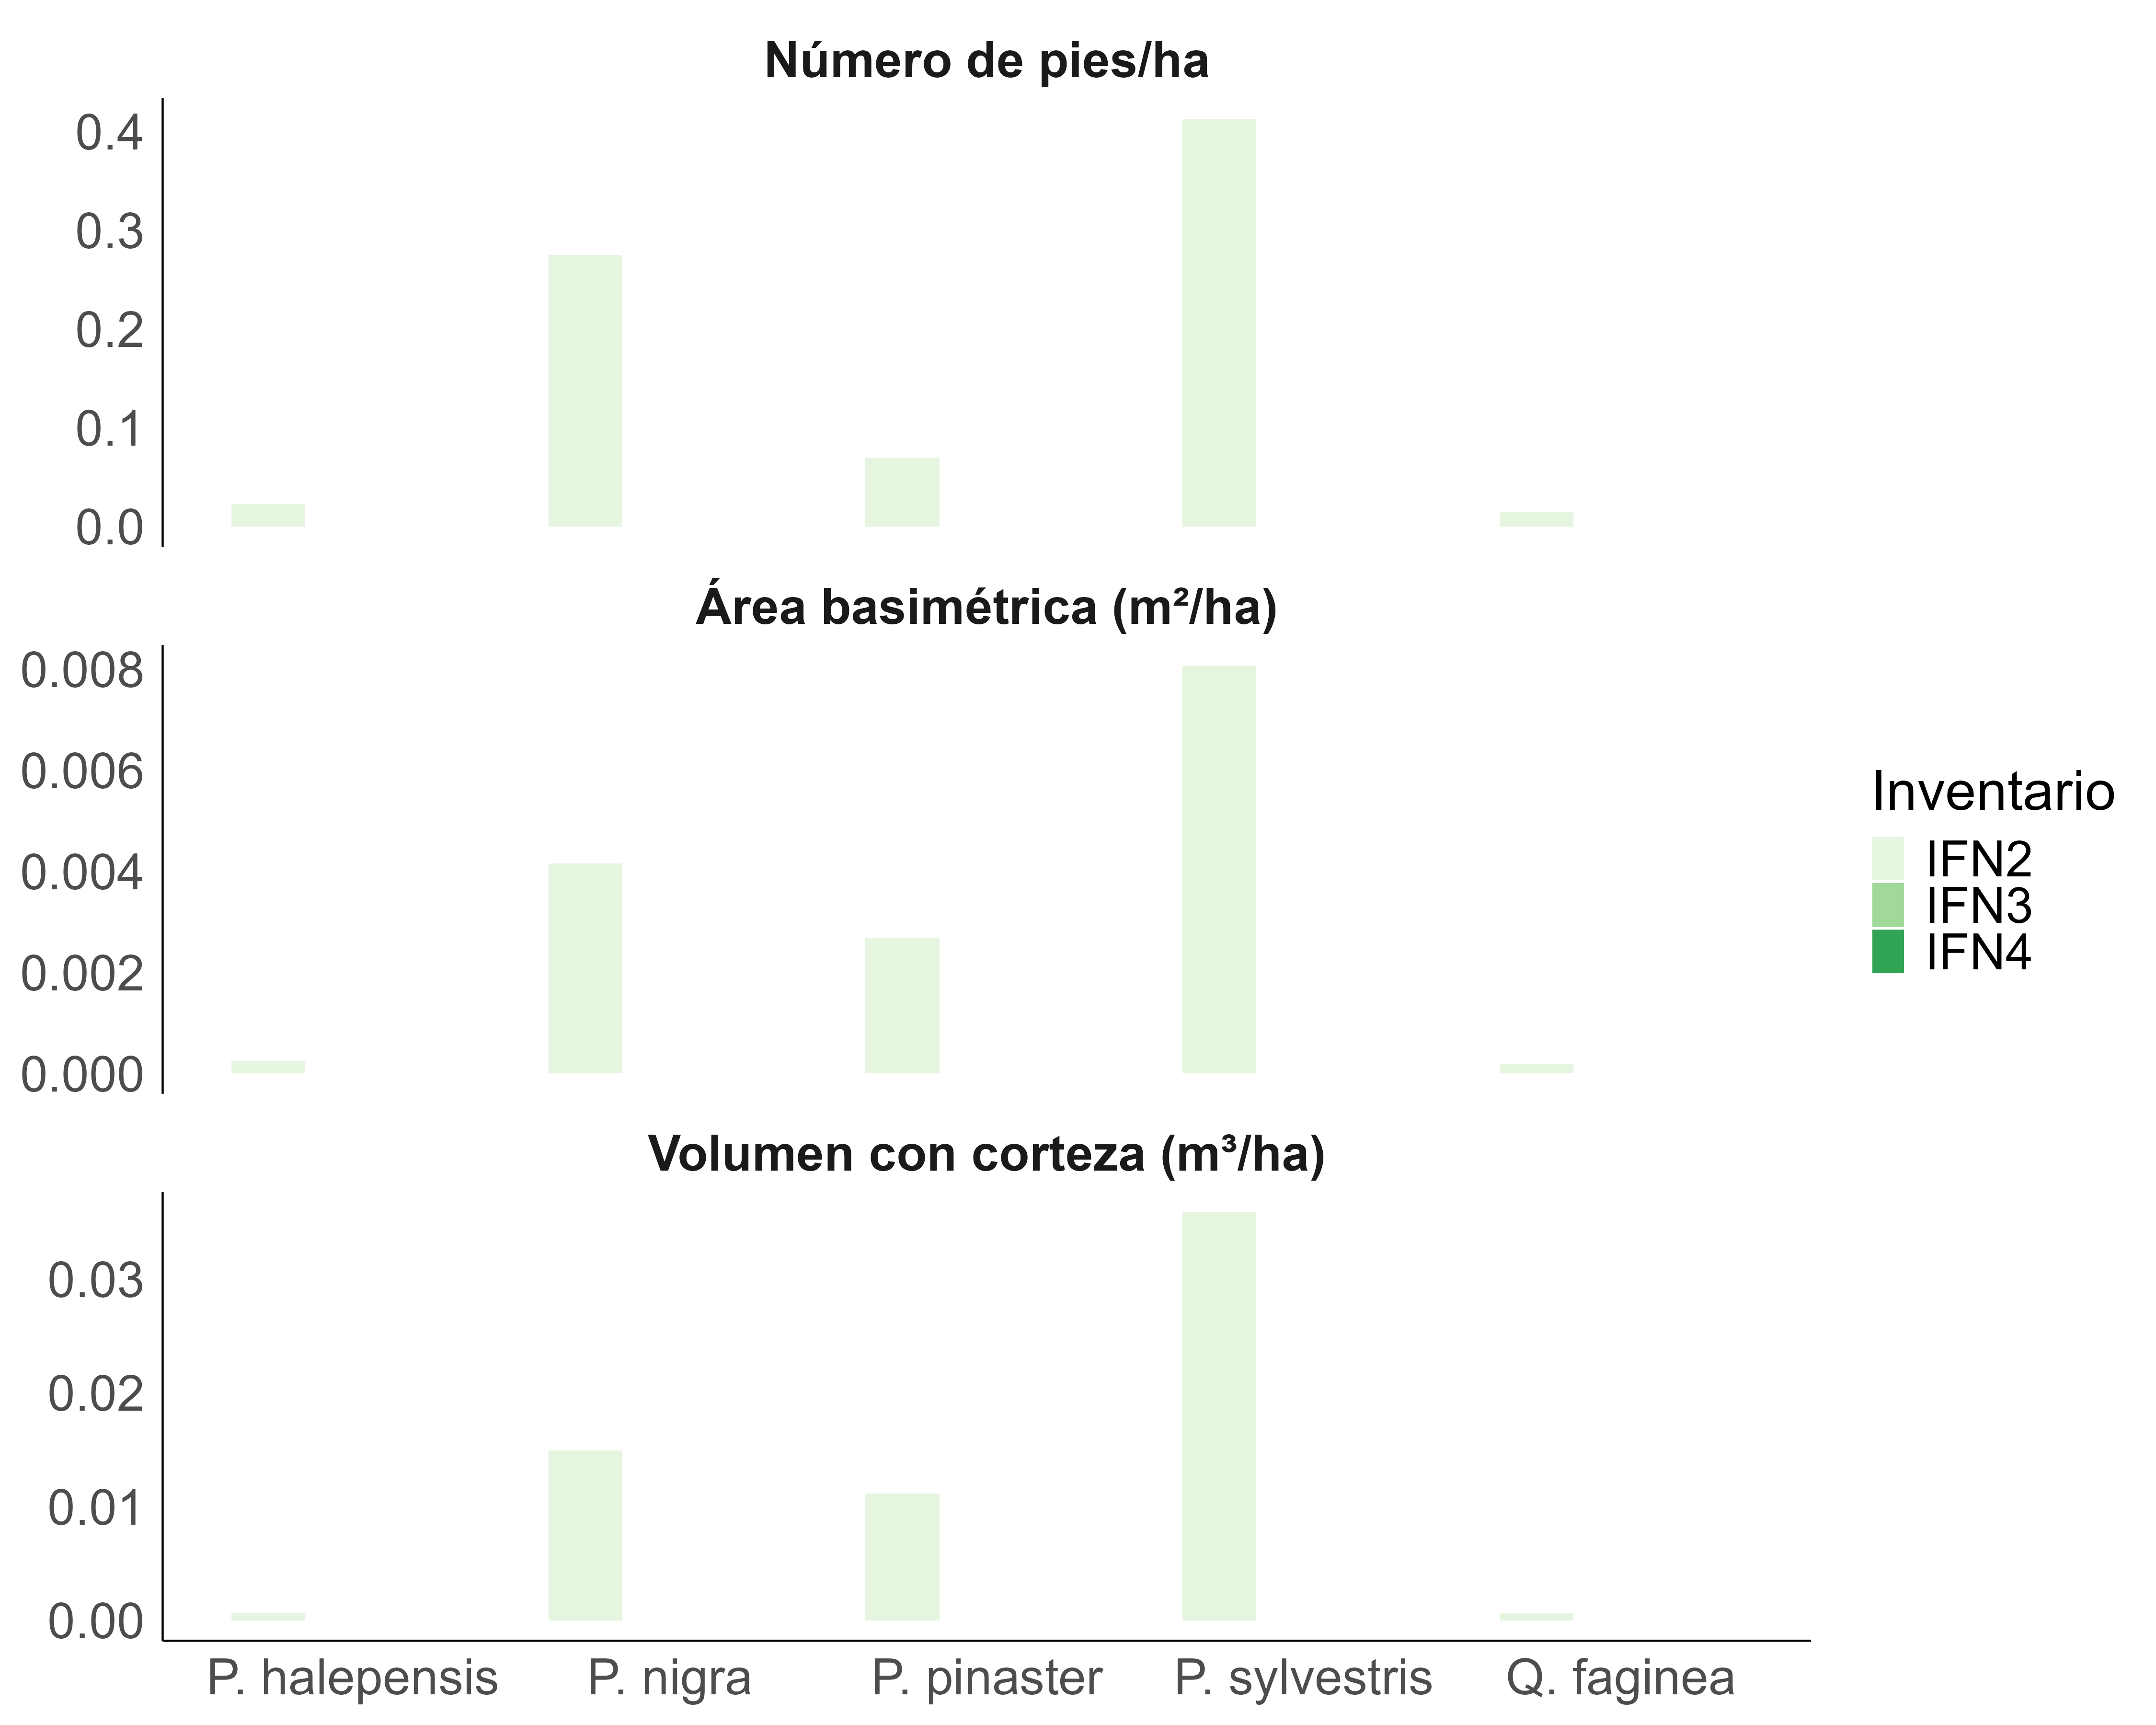 Número de pies/ha
0.4
0.3
0.2
0.1
0.0
Área basimétrica (m²/ha)
0.008
0.006
0.004
0.002
0.000
Volumen con corteza (m³/ha)
0.03
0.02
0.01
0.00
P. halepensis
P. nigra
P. pinaster
P. sylvestris
Q. faginea
Inventario
IFN2
IFN3
IFN4